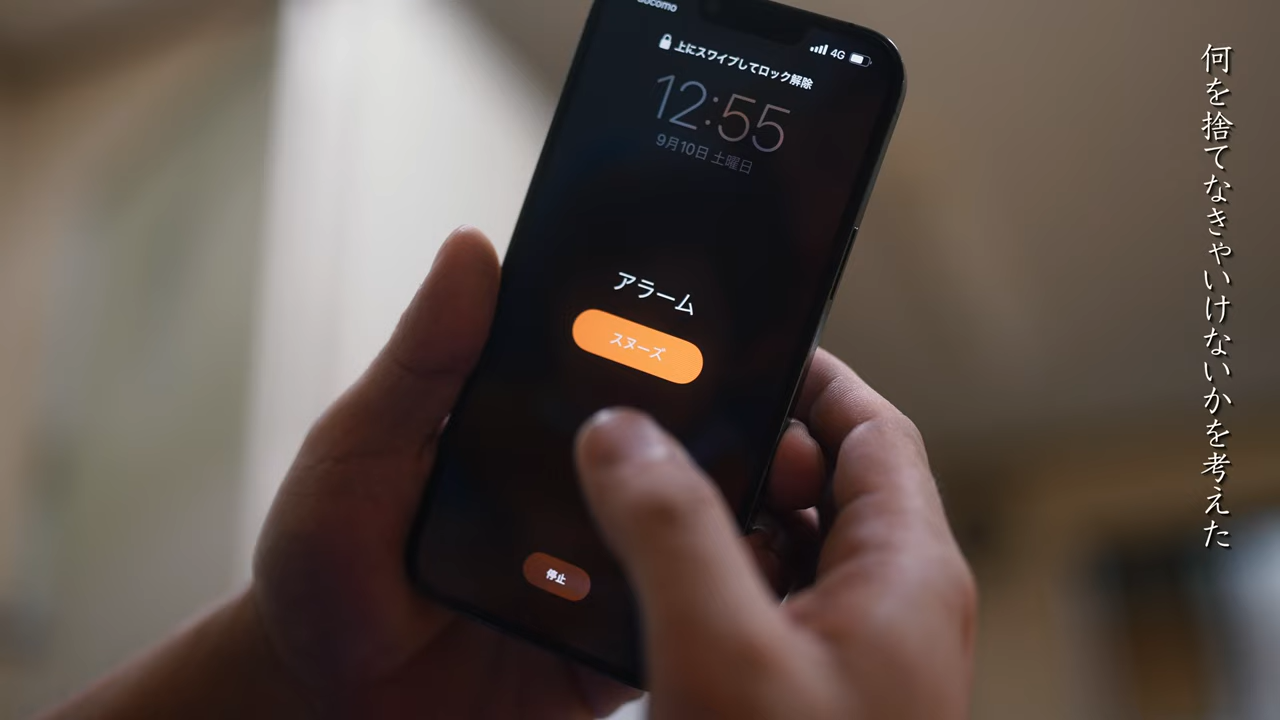 docomo
4G
上にスワイプしてロック解除
12:55
9月10日 土曜日
アラーム
スヌーズ
停止
何を捨てなきゃいけないかを考えた